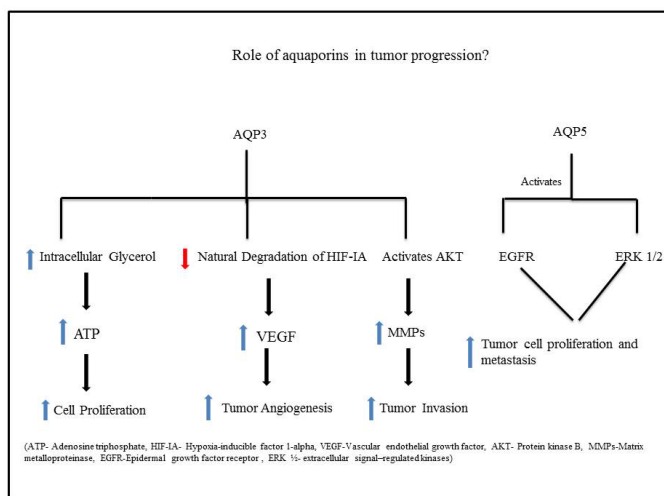 Role of aquaporins in tumor progression?
AQP3
AQP5
Activates
Intracellular Glycerol
Natural Degradation of HIF-IA
Activates AKT
EGFR
ERK 1/2
ATP
VEGF
MMPs
Tumor cell proliferation and
metastasis
Cell Proliferation
Tumor Angiogenesis
Tumor Invasion
(ATP- Adenosine triphosphate, HIF-IA- Hypoxia-inducible factor 1-alpha, VEGF-Vascular endothelial growth factor, AKT- Protein kinase B, MMPs-Matrix
metalloproteinase, EGFR-Epidermal growth factor receptor , ERK ½- extracellular signal–regulated kinases)